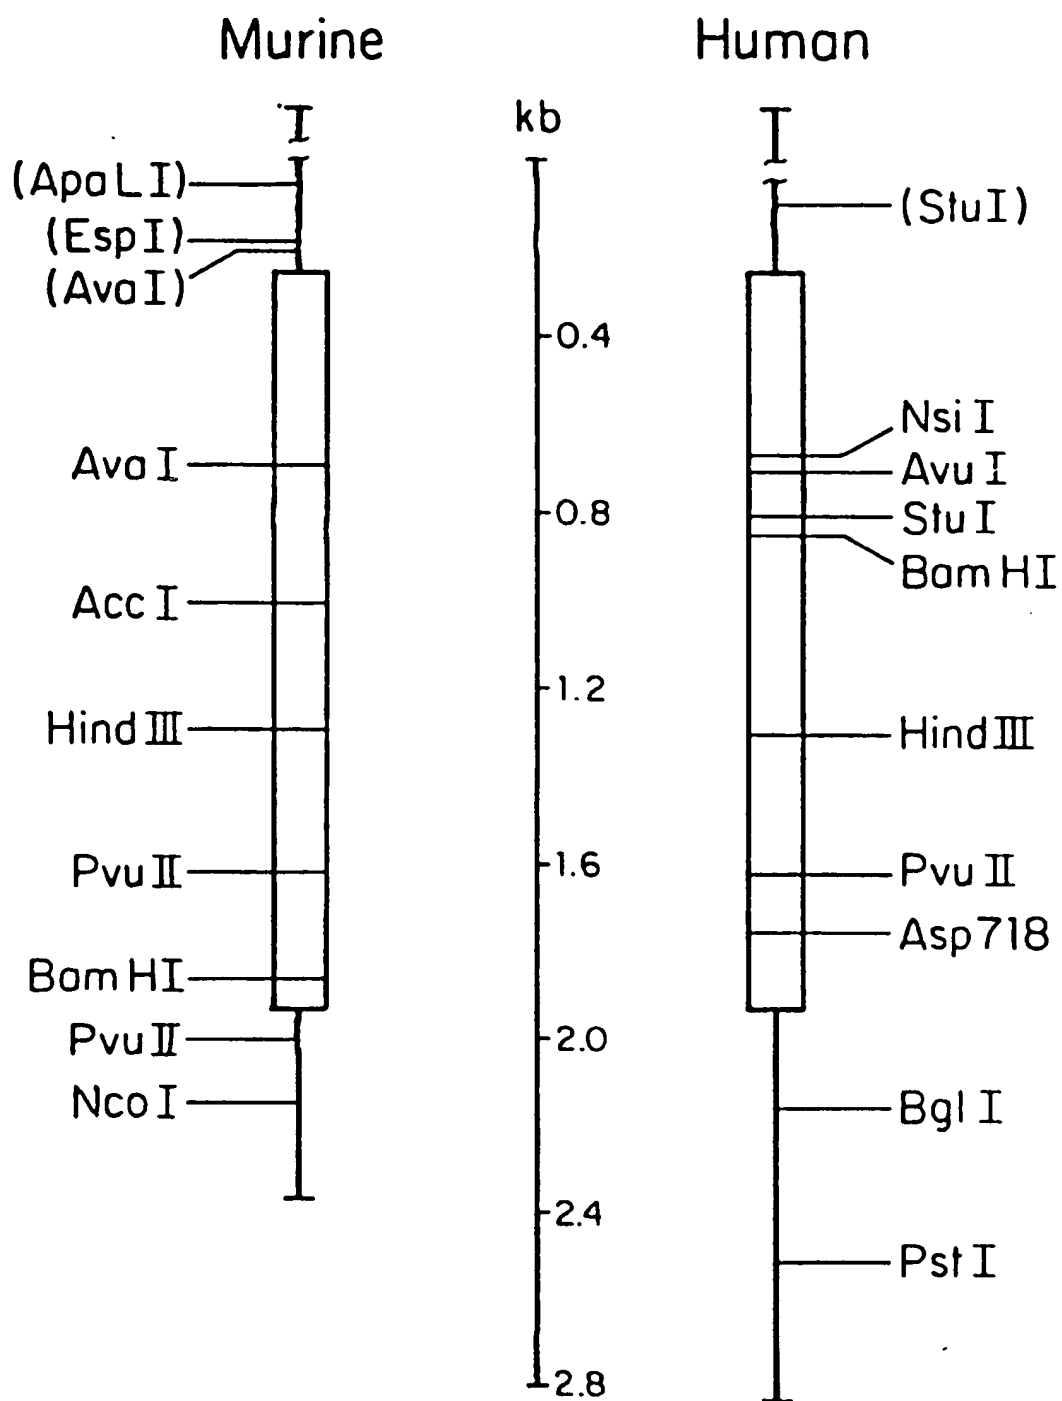 Murine
Human
kb
(ApaLI)
(EspI)
(AvaI)
AvaI
AccI
HindIII
PvuII
BamHI
PvuII
NcoI
0.4
0.8
1.2
1.6
2.0
2.4
2.8
(StuI)
NsiI
AvuI
StuI
BamHI
HindIII
PvuII
Asp718
BglI
PstI